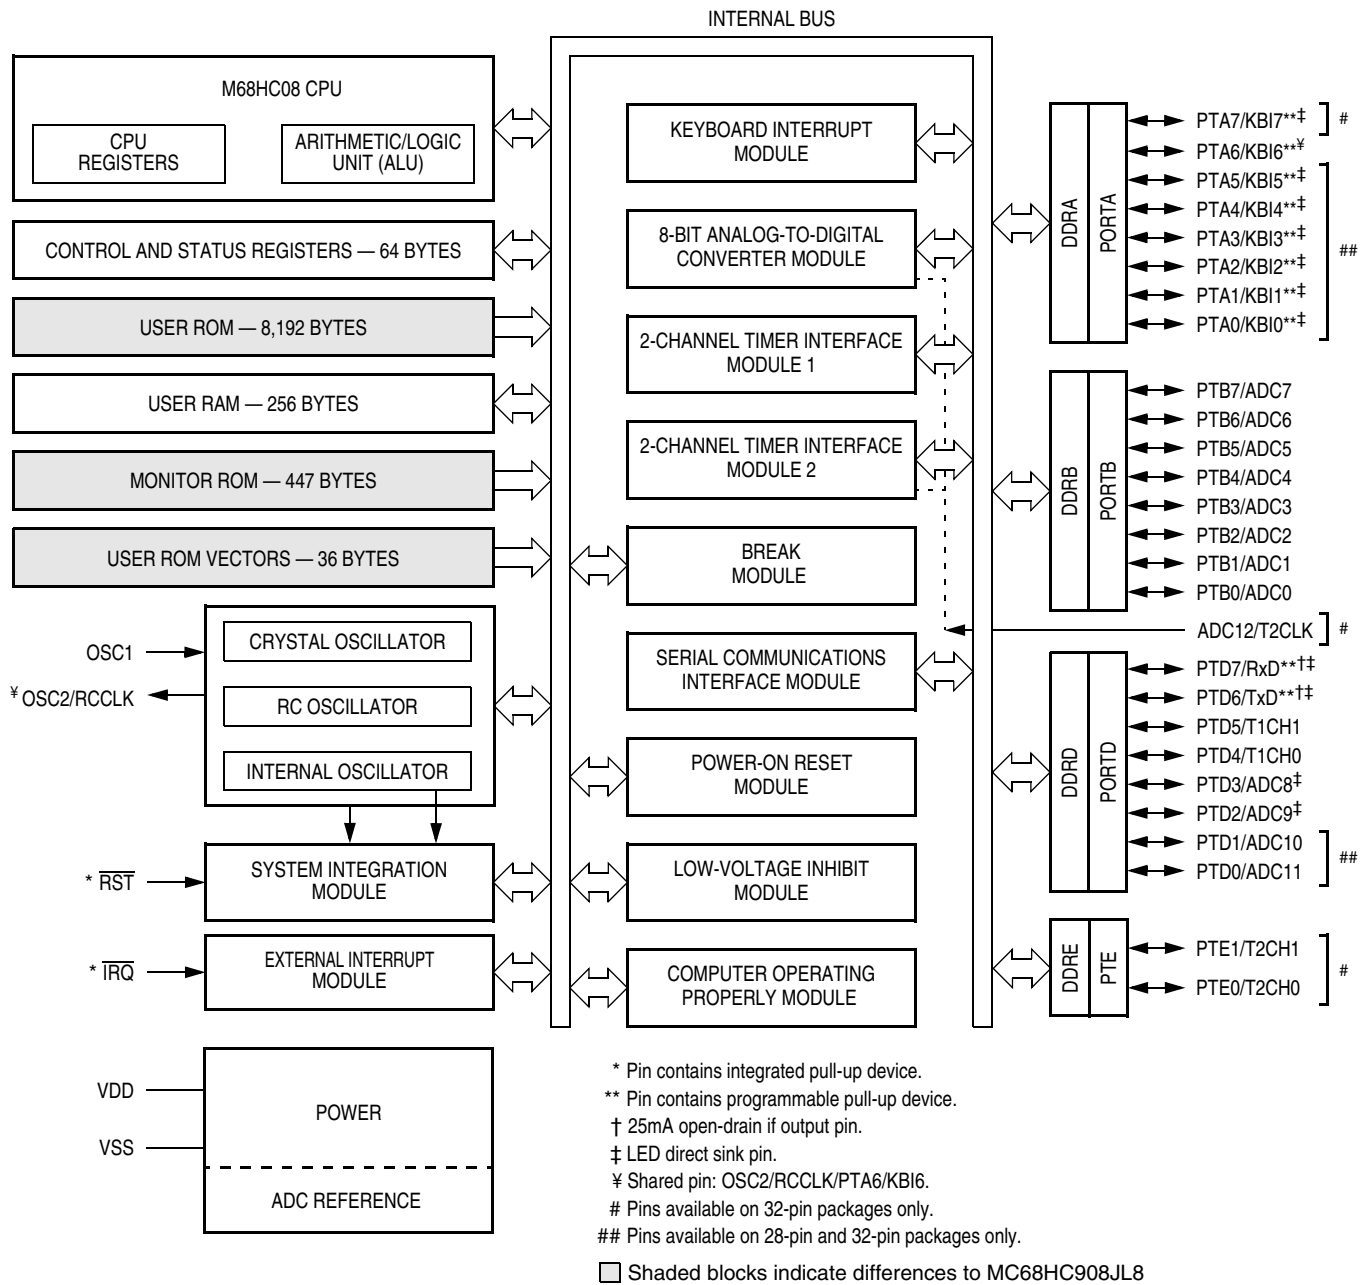 INTERNAL BUS
M68HC08 CPU
CPU
REGISTERS
ARITHMETIC/LOGIC
UNIT (ALU)
CONTROL AND STATUS REGISTERS — 64 BYTES
USER ROM — 8,192 BYTES
USER RAM — 256 BYTES
MONITOR ROM — 447 BYTES
USER ROM VECTORS — 36 BYTES
OSC1
¥ OSC2/RCCLK
CRYSTAL OSCILLATOR
RC OSCILLATOR
INTERNAL OSCILLATOR
* RST
SYSTEM INTEGRATION
MODULE
* IRQ
EXTERNAL INTERRUPT
MODULE
VDD
VSS
POWER
ADC REFERENCE
KEYBOARD INTERRUPT
MODULE
8-BIT ANALOG-TO-DIGITAL
CONVERTER MODULE
2-CHANNEL TIMER INTERFACE
MODULE 1
2-CHANNEL TIMER INTERFACE
MODULE 2
BREAK
MODULE
SERIAL COMMUNICATIONS
INTERFACE MODULE
POWER-ON RESET
MODULE
LOW-VOLTAGE INHIBIT
MODULE
COMPUTER OPERATING
PROPERLY MODULE
DDRA
PORTA
PTA7/KBI7**‡
#
PTA6/KBI6**¥
PTA5/KBI5**‡
PTA4/KBI4**‡
PTA3/KBI3**‡
PTA2/KBI2**‡
PTA1/KBI1**‡
PTA0/KBI0**‡
##
DDRB
PORTB
PTB7/ADC7
PTB6/ADC6
PTB5/ADC5
PTB4/ADC4
PTB3/ADC3
PTB2/ADC2
PTB1/ADC1
PTB0/ADC0
ADC12/T2CLK
#
DDRD
PORTD
PTD7/RxD**†‡
PTD6/TxD**†‡
PTD5/T1CH1
PTD4/T1CH0
PTD3/ADC8‡
PTD2/ADC9‡
PTD1/ADC10
PTD0/ADC11
##
DDRE
PTE
PTE1/T2CH1
PTE0/T2CH0
#
* Pin contains integrated pull-up device.
** Pin contains programmable pull-up device.
† 25mA open-drain if output pin.
‡ LED direct sink pin.
¥ Shared pin: OSC2/RCCLK/PTA6/KBI6.
# Pins available on 32-pin packages only.
## Pins available on 28-pin and 32-pin packages only.
Shaded blocks indicate differences to MC68HC908JL8